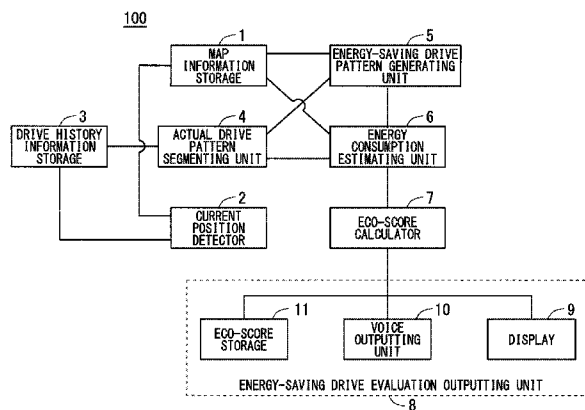 100
1
MAP
INFORMATION
STORAGE
5
ENERGY-SAVING DRIVE
PATTERN GENERATING
UNIT
3
DRIVE HISTORY
INFORMATION
STORAGE
4
ACTUAL DRIVE
PATTERN
SEGMENTING UNIT
6
ENERGY
CONSUMPTION
ESTIMATING UNIT
2
CURRENT
POSITION
DETECTOR
7
ECO-SCORE
CALCULATOR
11
ECO-SCORE
STORAGE
10
VOICE
OUTPUTTING
UNIT
9
DISPLAY
ENERGY-SAVING DRIVE EVALUATION OUTPUTTING UNIT
8